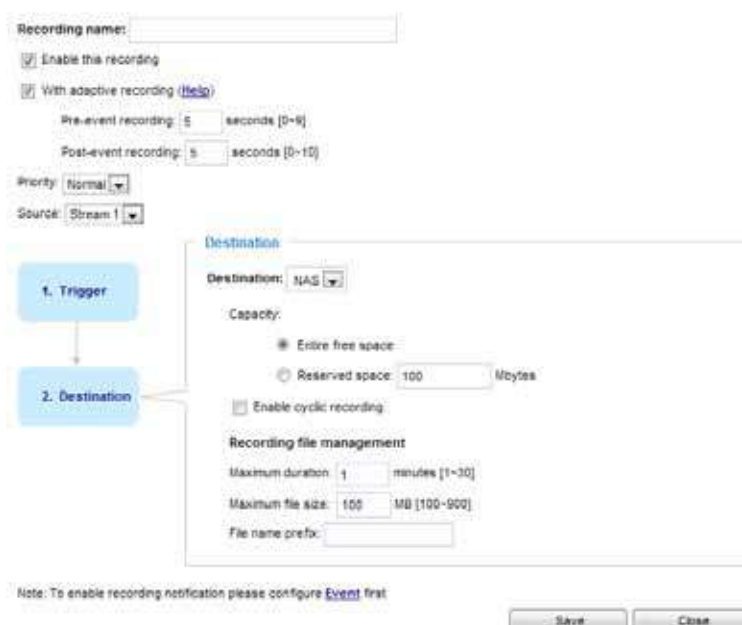 Recording name:
Enable this recording
With adaptive recording (Help)
Pre-event recording: 5 seconds [0~9]
Post-event recording: 5 seconds [0~10]
Priority: Normal
Source: Stream 1
Destination
1. Trigger
Destination: NAS
Capacity:
Entire free space
Reserved space: 100 Mbytes
2. Destination
Enable cyclic recording
Recording file management
Maximum duration: 1 minutes [1~30]
Maximum file size: 100 MB [100~900]
File name prefix:
Note: To enable recording notification please configure Event first
Save Close